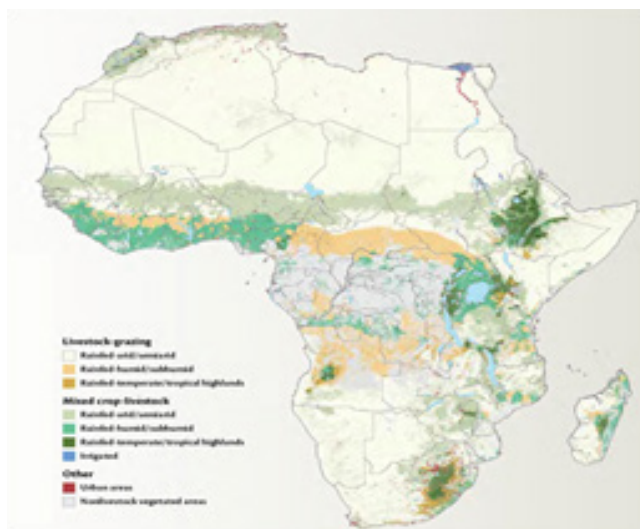 Livestock grazing
Rainfed-arid/semiarid
Rainfed-humid/subhumid
Rainfed-temperate/tropical highlands
Mixed crop-livestock
Rainfed-arid/semiarid
Rainfed-humid/subhumid
Rainfed-temperate/tropical highlands
Irrigated
Other
Urban areas
Nonlivestock vegetated areas